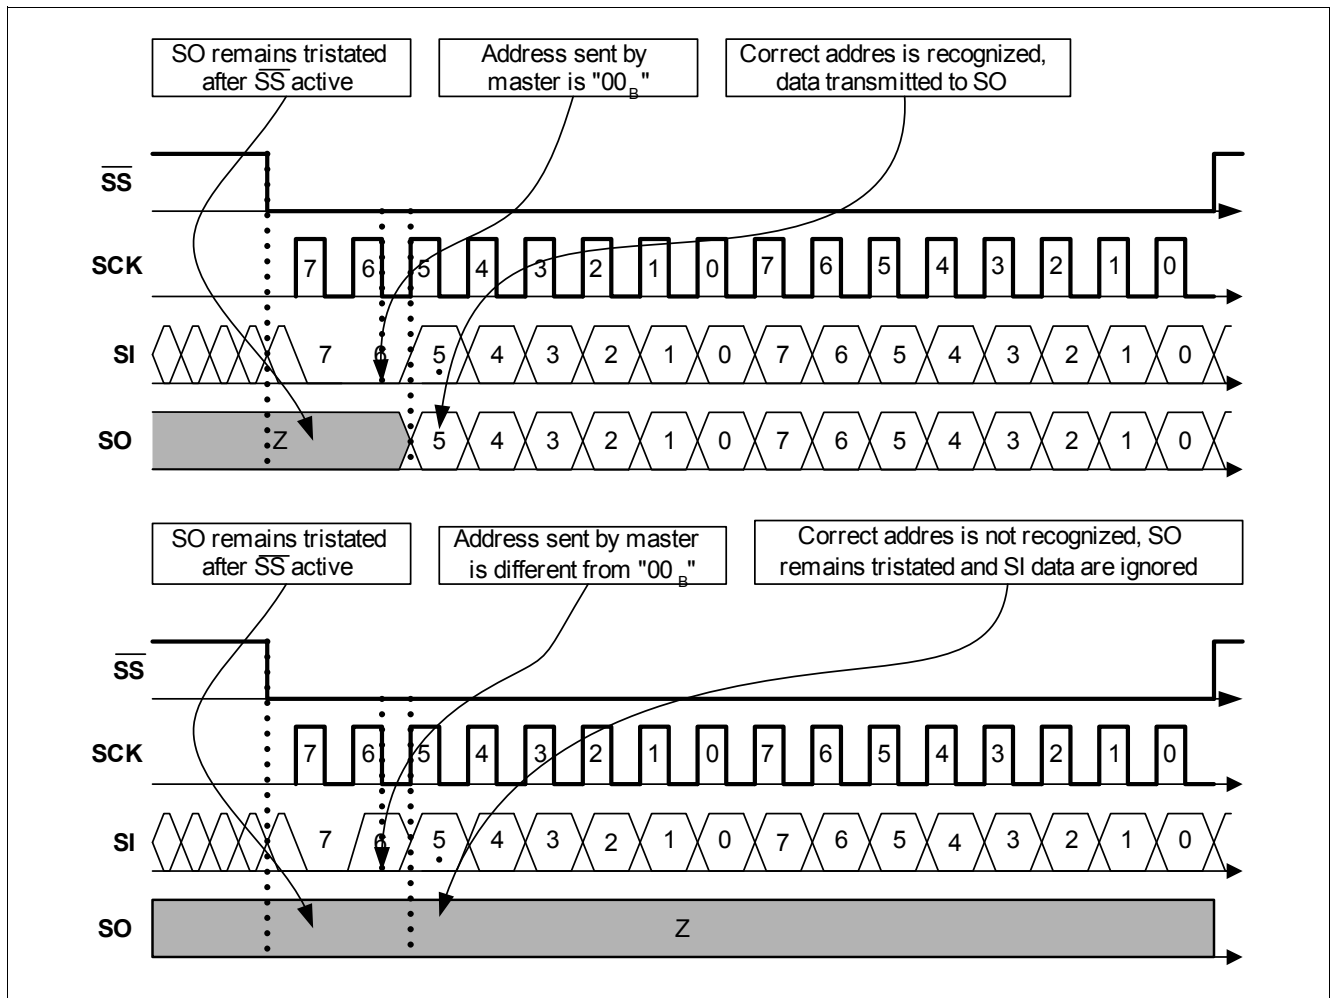 SO remains tristated
after SS active
Address sent by
master is "00B"
Correct addres is recognized,
data transmitted to SO
SS
SCK 7 6 5 4 3 2 1 0 7 6 5 4 3 2 1 0
SI 7 6 5 4 3 2 1 0 7 6 5 4 3 2 1 0
SO Z 5 4 3 2 1 0 7 6 5 4 3 2 1 0
SO remains tristated
after SS active
Address sent by master
is different from "00B"
Correct addres is not recognized, SO
remains tristated and SI data are ignored
SS
SCK 7 6 5 4 3 2 1 0 7 6 5 4 3 2 1 0
SI 7 6 5 4 3 2 1 0 7 6 5 4 3 2 1 0
SO Z